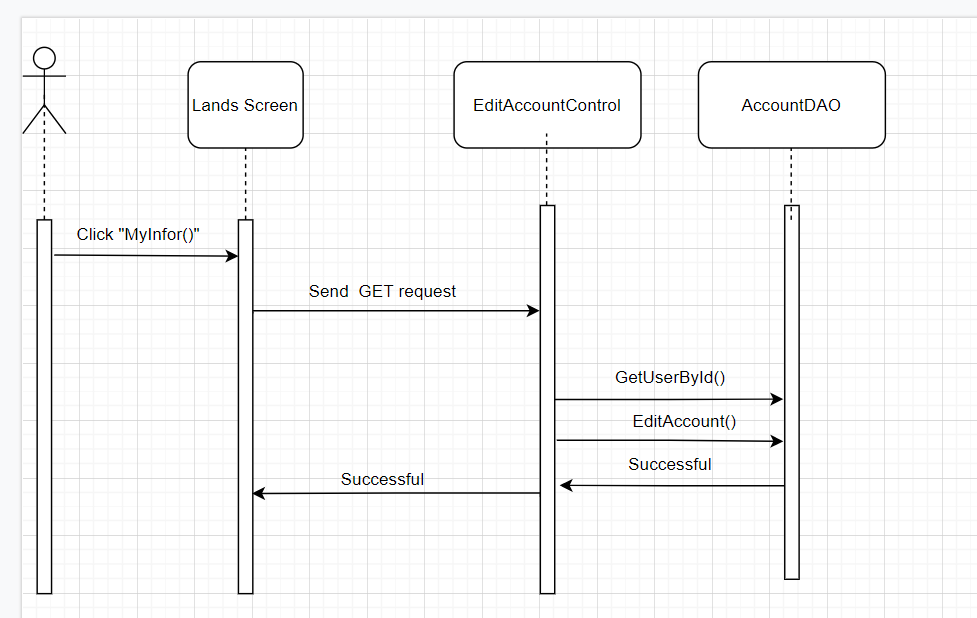 Lands Screen
EditAccountControl
AccountDAO
Click "MyInfor()"
Send  GET request
GetUserById()
EditAccount()
Successful
Successful